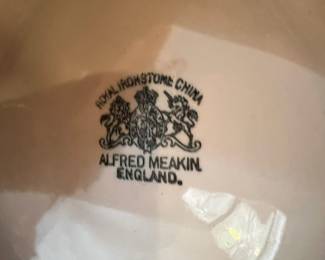 ROYAL IRONSTONE CHINA
ALFRED MEAKIN.
ENGLAND.